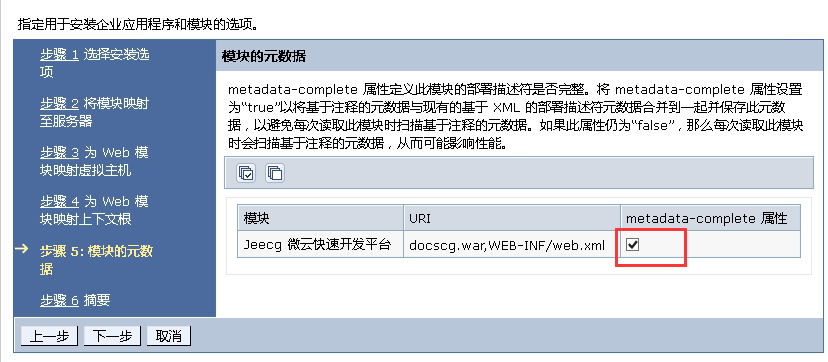 指定用于安装企业应用程序和模块的选项。
步骤 1 选择安装选
项
步骤 2 将模块映射
至服务器
步骤 3 为 Web 模
块映射虚拟主机
步骤 4 为 Web 模
块映射上下文根
步骤 5: 模块的元数
据
步骤 6 摘要
模块的元数据
metadata-complete 属性定义此模块的部署描述符是否完整。将 metadata-complete 属性设置
为“true”以将基于注释的元数据与现有的基于 XML 的部署描述符元数据合并到一起并保存此元数
据，以避免每次读取此模块时扫描基于注释的元数据。如果此属性仍为“false”，那么每次读取此模块
时会扫描基于注释的元数据，从而可能影响性能。
模块 URI metadata-complete 属性
Jeecg 微云快速开发平台 docscg.war,WEB-INF/web.xml
上一步 下一步 取消